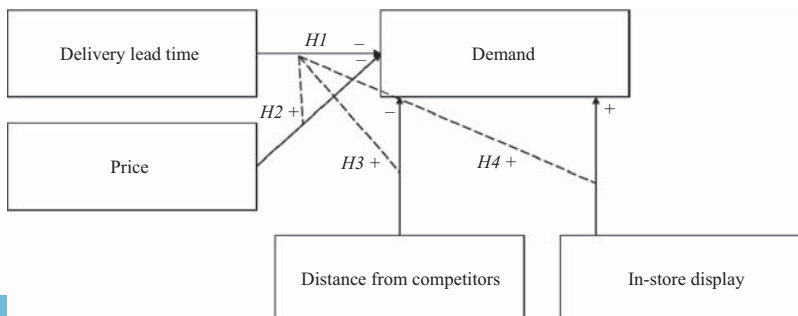 Delivery lead time
H1
–
–
Demand
H2 +
Price
–
+
H3 +
H4 +
Distance from competitors
In-store display